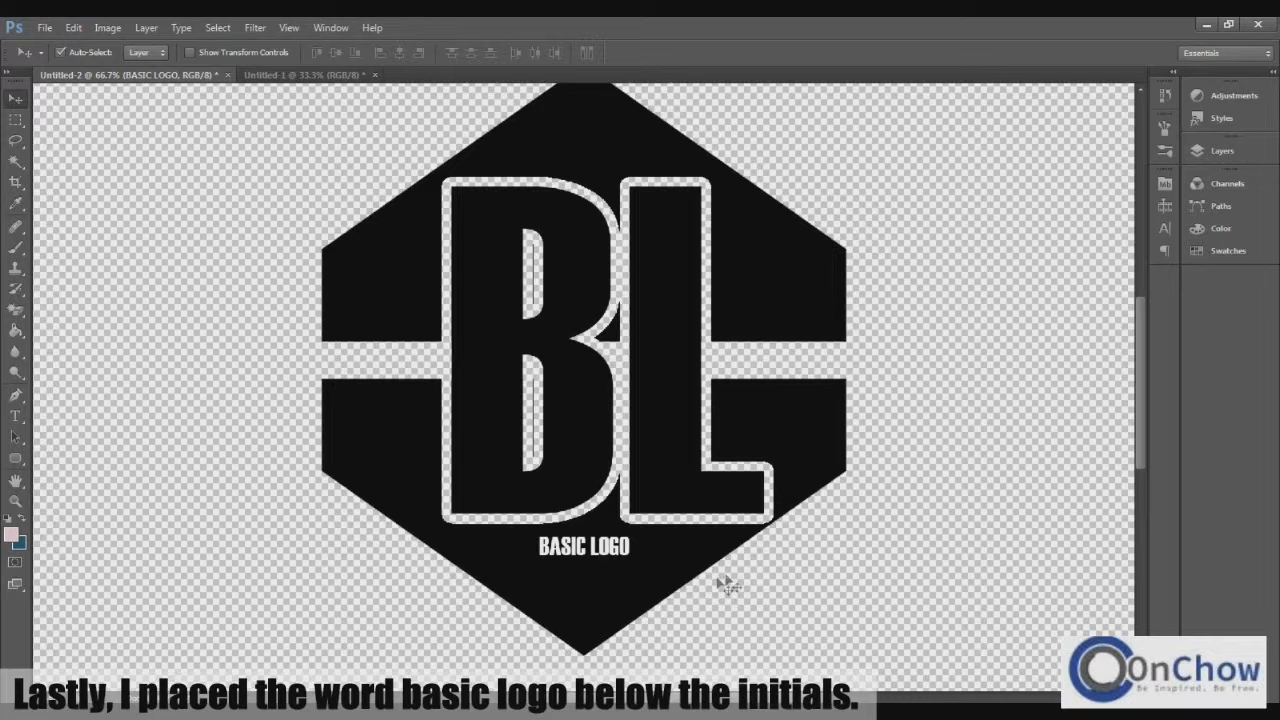 Ps File Edit Image Layer Type Select Filter View Window Help
Auto-Select: Layer Show Transform Controls Essentials
Untitled-2 @ 66.7% (BASIC LOGO, RGB/8) * × Untitled-1 @ 33.3% (RGB/8) * ×
Adjustments
Styles
Layers
Channels
Paths
Color
Swatches
BL
BASIC LOGO
OnChow
Be Inspired. Be Free.
Lastly, I placed the word basic logo below the initials.